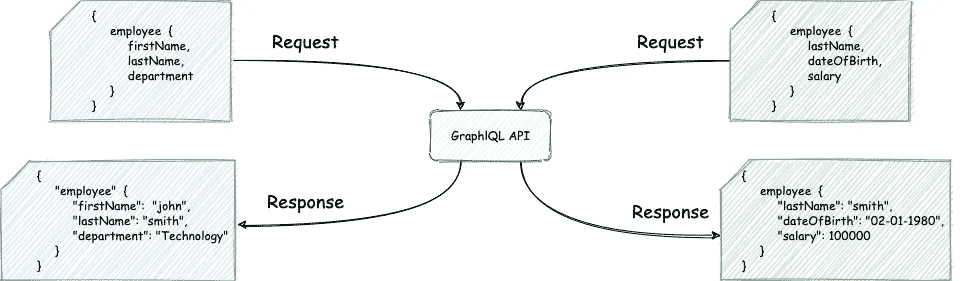 {
employee {
firstName,
lastName,
department
}
}
Request
Request
{
employee {
lastName,
dateOfBirth,
salary
}
}
GraphlQL API
{
"employee" {
"firstName": "john",
"lastName": "smith",
"department": "Technology"
}
}
Response
Response
{
employee {
"lastName": "smith",
"dateOfBirth": "02-01-1980",
"salary": 100000
}
}